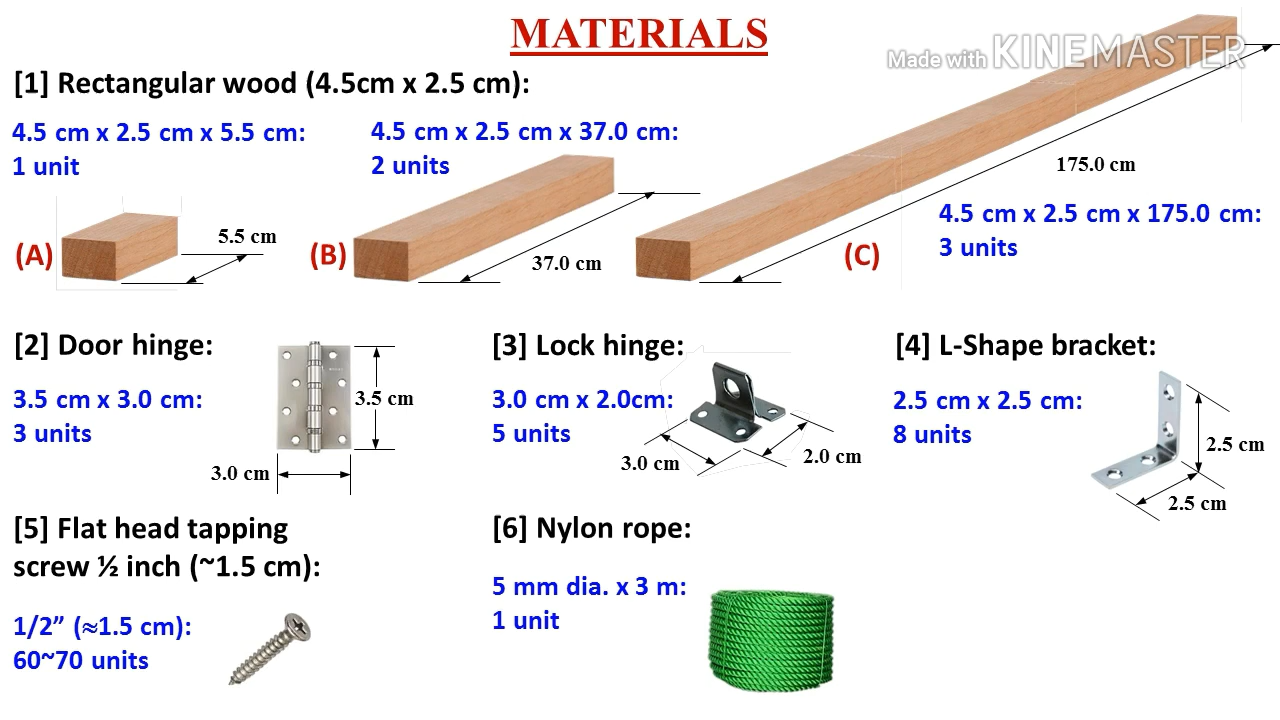 MATERIALS
Made with KINEMASTER
[1] Rectangular wood (4.5cm x 2.5 cm):
4.5 cm x 2.5 cm x 5.5 cm:
1 unit
4.5 cm x 2.5 cm x 37.0 cm:
2 units
175.0 cm
4.5 cm x 2.5 cm x 175.0 cm:
3 units
(A)
5.5 cm
(B)
37.0 cm
(C)
[2] Door hinge:
3.5 cm x 3.0 cm:
3 units
3.5 cm
3.0 cm
[3] Lock hinge:
3.0 cm x 2.0cm:
5 units
3.0 cm
2.0 cm
[4] L-Shape bracket:
2.5 cm x 2.5 cm:
8 units
2.5 cm
2.5 cm
[5] Flat head tapping
screw ½ inch (~1.5 cm):
1/2” (≈1.5 cm):
60~70 units
[6] Nylon rope:
5 mm dia. x 3 m:
1 unit